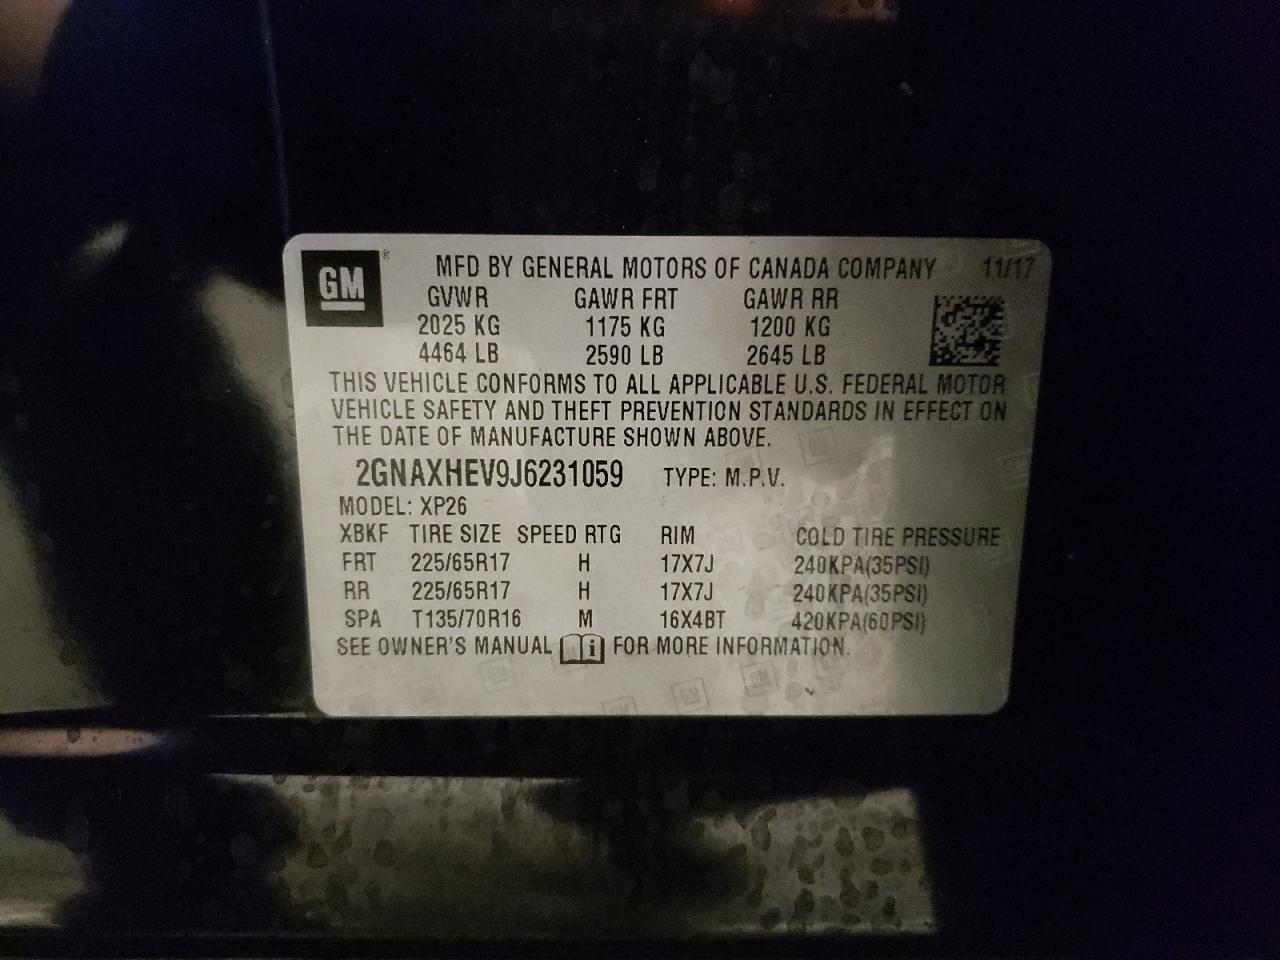 GM ®
MFD BY GENERAL MOTORS OF CANADA COMPANY 11/17
GVWR GAWR FRT GAWR RR
2025 KG 1175 KG 1200 KG
4464 LB 2590 LB 2645 LB
THIS VEHICLE CONFORMS TO ALL APPLICABLE U.S. FEDERAL MOTOR
VEHICLE SAFETY AND THEFT PREVENTION STANDARDS IN EFFECT ON
THE DATE OF MANUFACTURE SHOWN ABOVE.
2GNAXHEV9J6231059 TYPE: M.P.V.
MODEL: XP26
XBKF TIRE SIZE SPEED RTG RIM COLD TIRE PRESSURE
FRT 225/65R17 H 17X7J 240KPA(35PSI)
RR 225/65R17 H 17X7J 240KPA(35PSI)
SPA T135/70R16 M 16X4BT 420KPA(60PSI)
SEE OWNER'S MANUAL i FOR MORE INFORMATION.